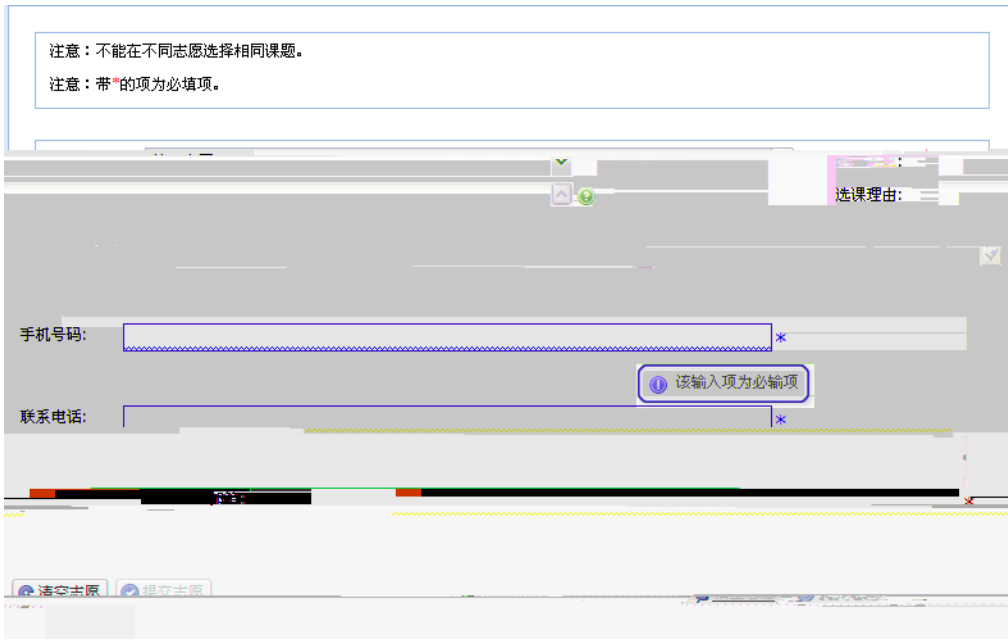 注意：不能在不同志愿选择相同课题。
注意：带*的项为必填项。
选课理由:
手机号码:
*
该输入项为必输项
联系电话:
*
清空志愿 提交志愿